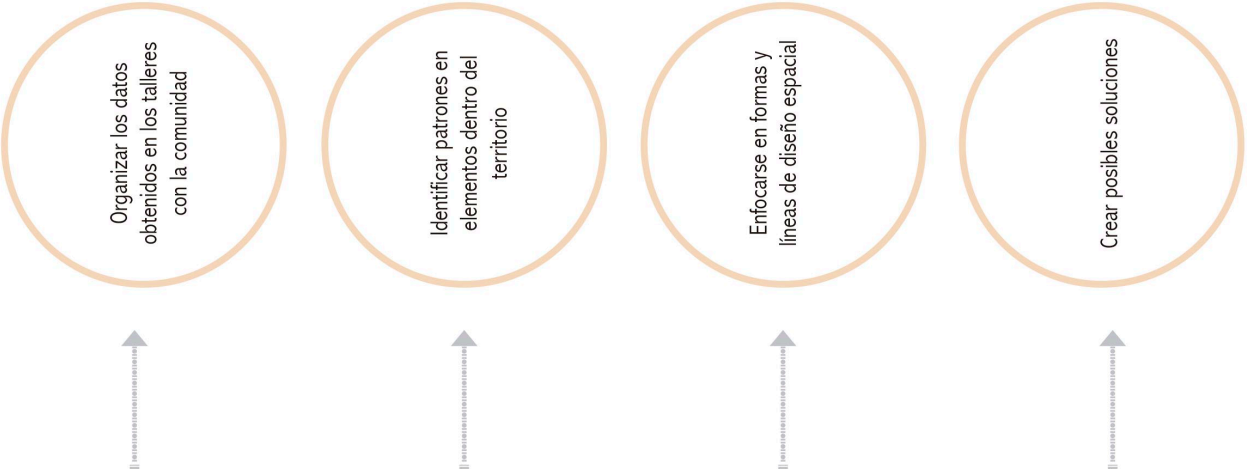 Organizar los datos
obtenidos en los talleres
con la comunidad
Identificar patrones en
elementos dentro del
territorio
Enfocarse en formas y
líneas de diseño espacial
Crear posibles soluciones